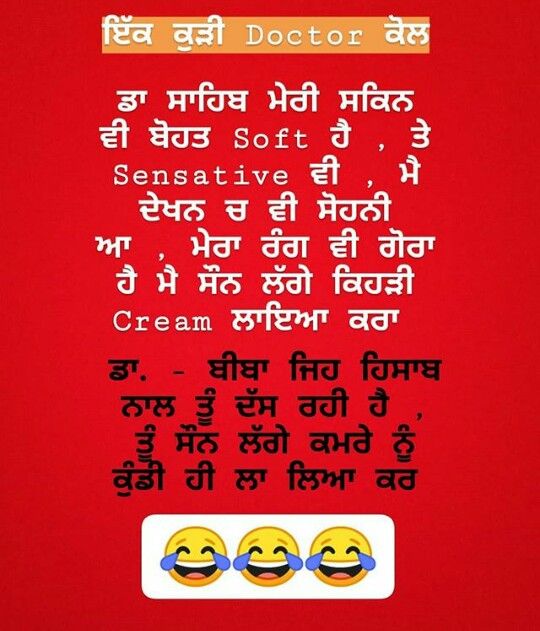 ਇੱਕ ਕੁੜੀ Doctor ਕੋਲ
ਡਾ ਸਾਹਿਬ ਮੇਰੀ ਸਕਿਨ
ਵੀ ਬੋਹਤ Soft ਹੈ , ਤੇ
Sensative ਵੀ , ਮੈ
ਦੇਖਨ ਚ ਵੀ ਸੋਹਨੀ
ਆ , ਮੇਰਾ ਰੰਗ ਵੀ ਗੋਰਾ
ਹੈ ਮੈ ਸੌਨ ਲੱਗੇ ਕਿਹੜੀ
Cream ਲਾਇਆ ਕਰਾ
ਡਾ. - ਬੀਬਾ ਜਿਹ ਹਿਸਾਬ
ਨਾਲ ਤੂੰ ਦੱਸ ਰਹੀ ਹੈ ,
ਤੂੰ ਸੌਨ ਲੱਗੇ ਕਮਰੇ ਨੂੰ
ਕੁੰਡੀ ਹੀ ਲਾ ਲਿਆ ਕਰ
😂😂😂